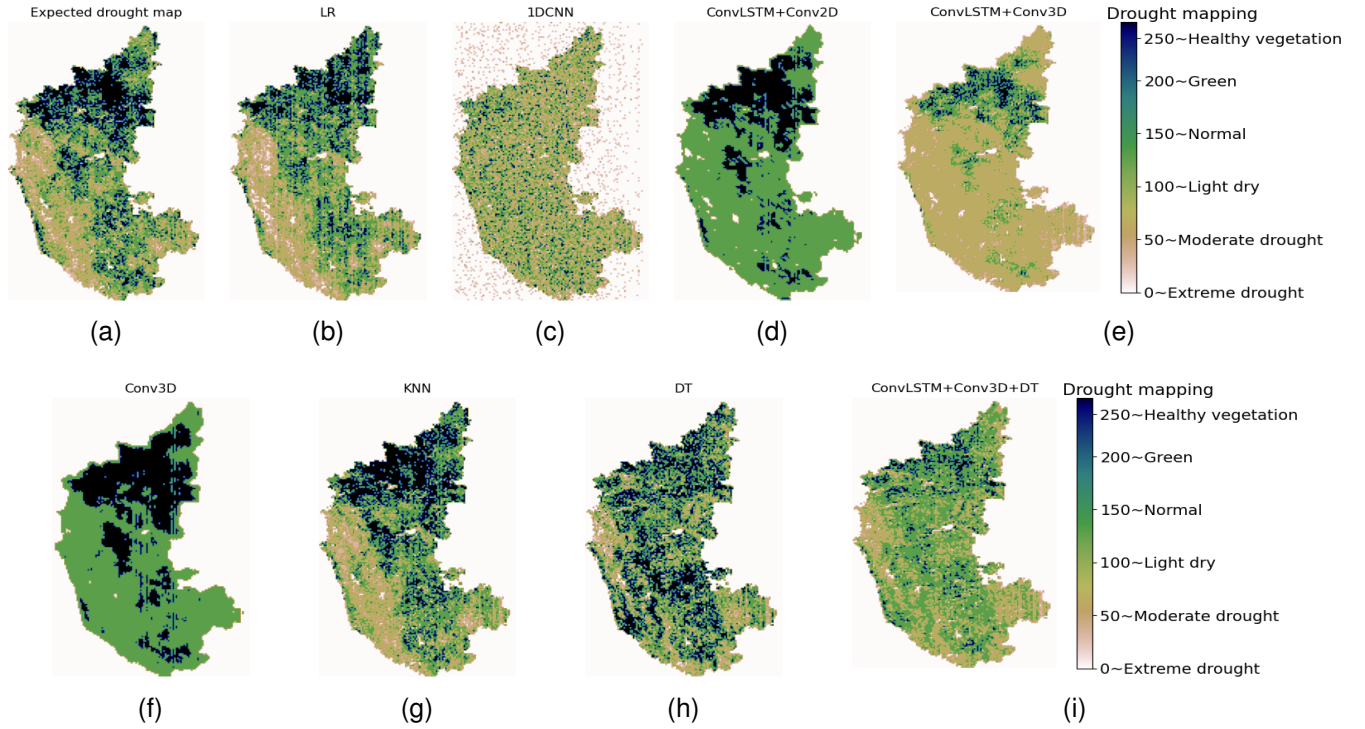 Expected drought map
LR
1DCNN
ConvLSTM+Conv2D
ConvLSTM+Conv3D
Drought mapping
250~Healthy vegetation
200~Green
150~Normal
100~Light dry
50~Moderate drought
0~Extreme drought
(a)
(b)
(c)
(d)
(e)
Conv3D
KNN
DT
ConvLSTM+Conv3D+DT
Drought mapping
250~Healthy vegetation
200~Green
150~Normal
100~Light dry
50~Moderate drought
0~Extreme drought
(f)
(g)
(h)
(i)